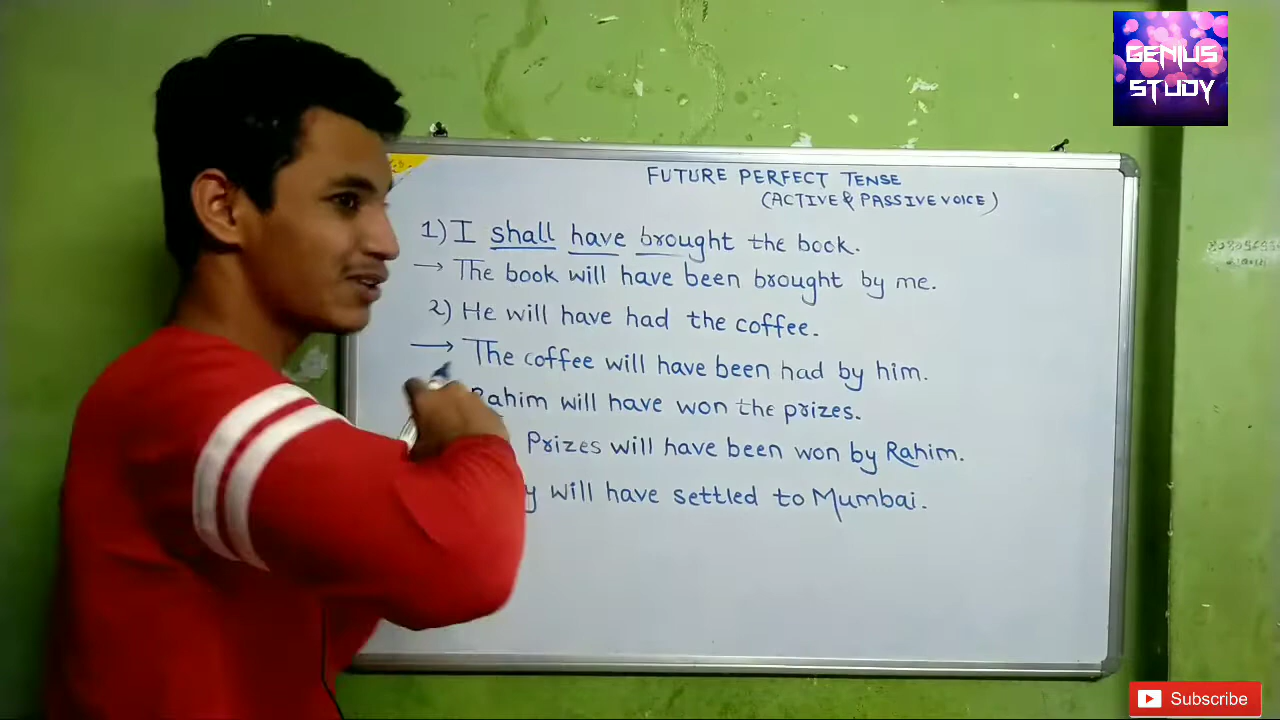 GENIUS
STUDY
FUTURE PERFECT TENSE
(ACTIVE & PASSIVE VOICE)
1) I shall have brought the book.
→ The book will have been brought by me.
2) He will have had the coffee.
→ The coffee will have been had by him.
Rahim will have won the prizes.
Prizes will have been won by Rahim.
will have settled to Mumbai.
Subscribe